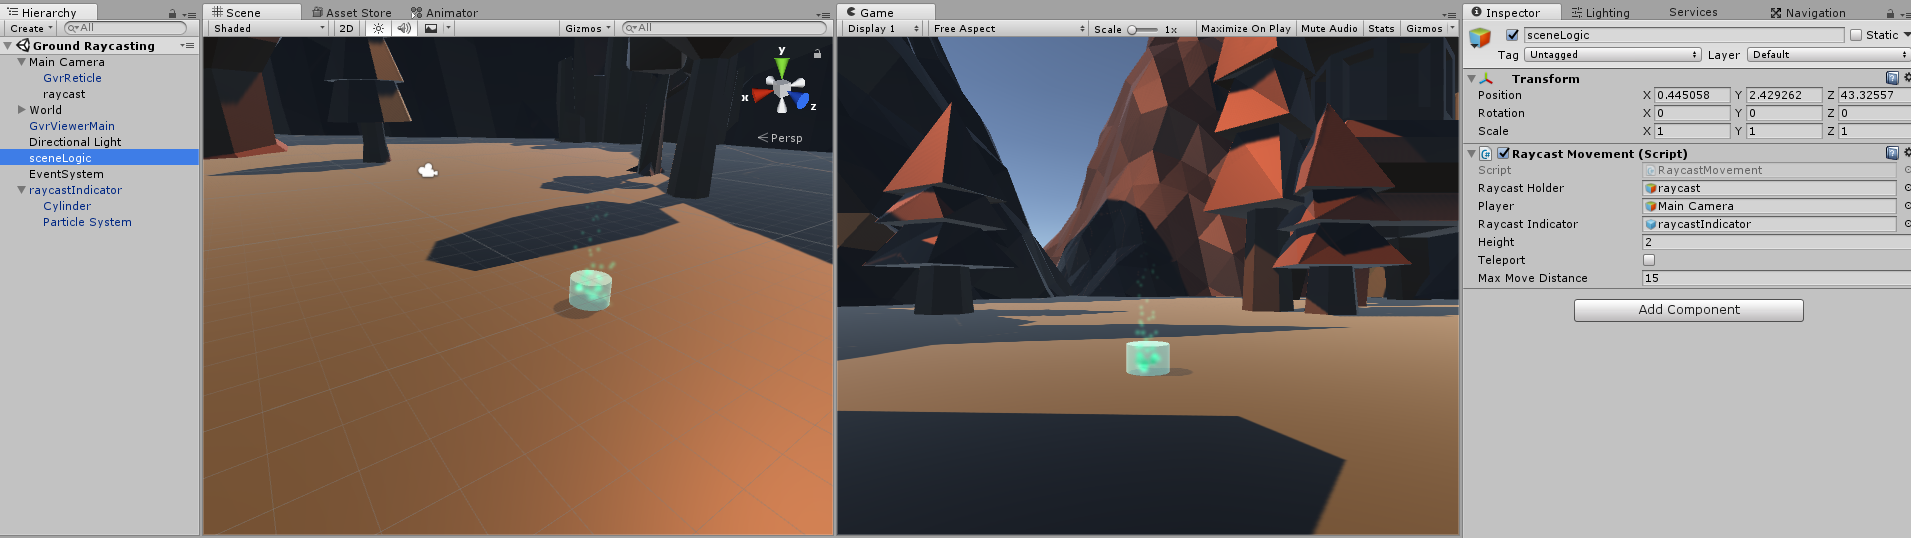 Hierarchy
Create
All
Ground Raycasting
Main Camera
GvrReticle
raycast
World
GvrViewerMain
Directional Light
sceneLogic
EventSystem
raycastIndicator
Cylinder
Particle System
Scene
Asset Store
Animator
Shaded
2D
Gizmos
All
y
x
z
Persp
Game
Display 1
Free Aspect
Scale
1x
Maximize On Play
Mute Audio
Stats
Gizmos
Inspector
Lighting
Services
Navigation
sceneLogic
Static
Tag
Untagged
Layer
Default
Transform
Position X 0.445058 Y 2.429262 Z 43.32557
Rotation X 0 Y 0 Z 0
Scale X 1 Y 1 Z 1
Raycast Movement (Script)
Script RaycastMovement
Raycast Holder raycast
Player Main Camera
Raycast Indicator raycastIndicator
Height 2
Teleport
Max Move Distance 15
Add Component